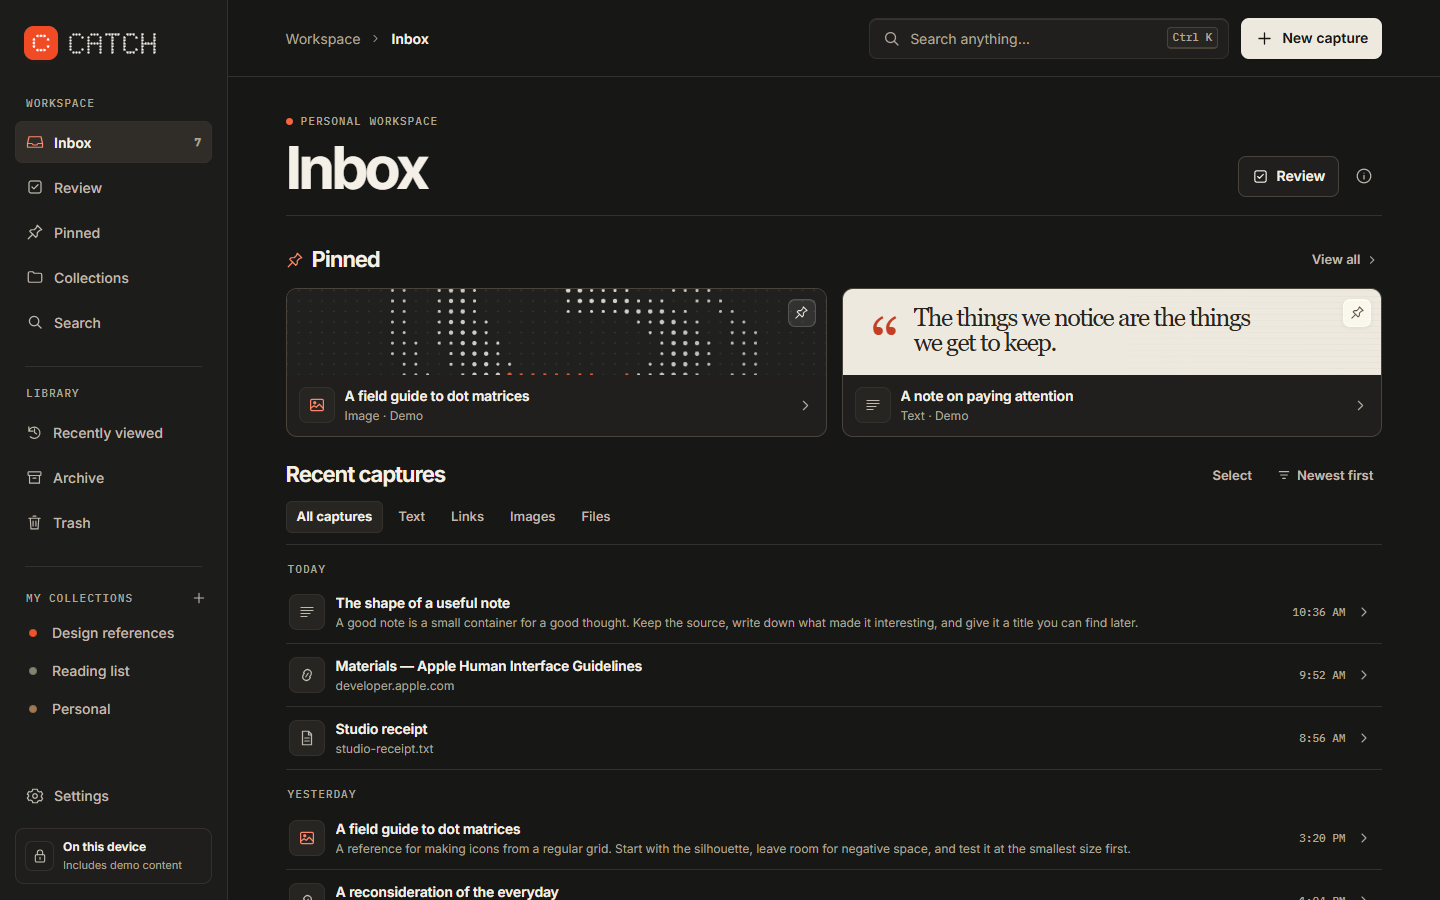 CATCH
WORKSPACE
Inbox 7
Review
Pinned
Collections
Search
LIBRARY
Recently viewed
Archive
Trash
MY COLLECTIONS
Design references
Reading list
Personal
Settings
On this device
Includes demo content
Workspace Inbox
Search anything... Ctrl K
New capture
PERSONAL WORKSPACE
Inbox
Review
Pinned
View all
A field guide to dot matrices
Image · Demo
“ The things we notice are the things
we get to keep.
A note on paying attention
Text · Demo
Recent captures
Select Newest first
All captures Text Links Images Files
TODAY
The shape of a useful note
A good note is a small container for a good thought. Keep the source, write down what made it interesting, and give it a title you can find later.
10:36 AM
Materials — Apple Human Interface Guidelines
developer.apple.com
9:52 AM
Studio receipt
studio-receipt.txt
8:56 AM
YESTERDAY
A field guide to dot matrices
A reference for making icons from a regular grid. Start with the silhouette, leave room for negative space, and test it at the smallest size first.
3:20 PM
A reconsideration of the everyday